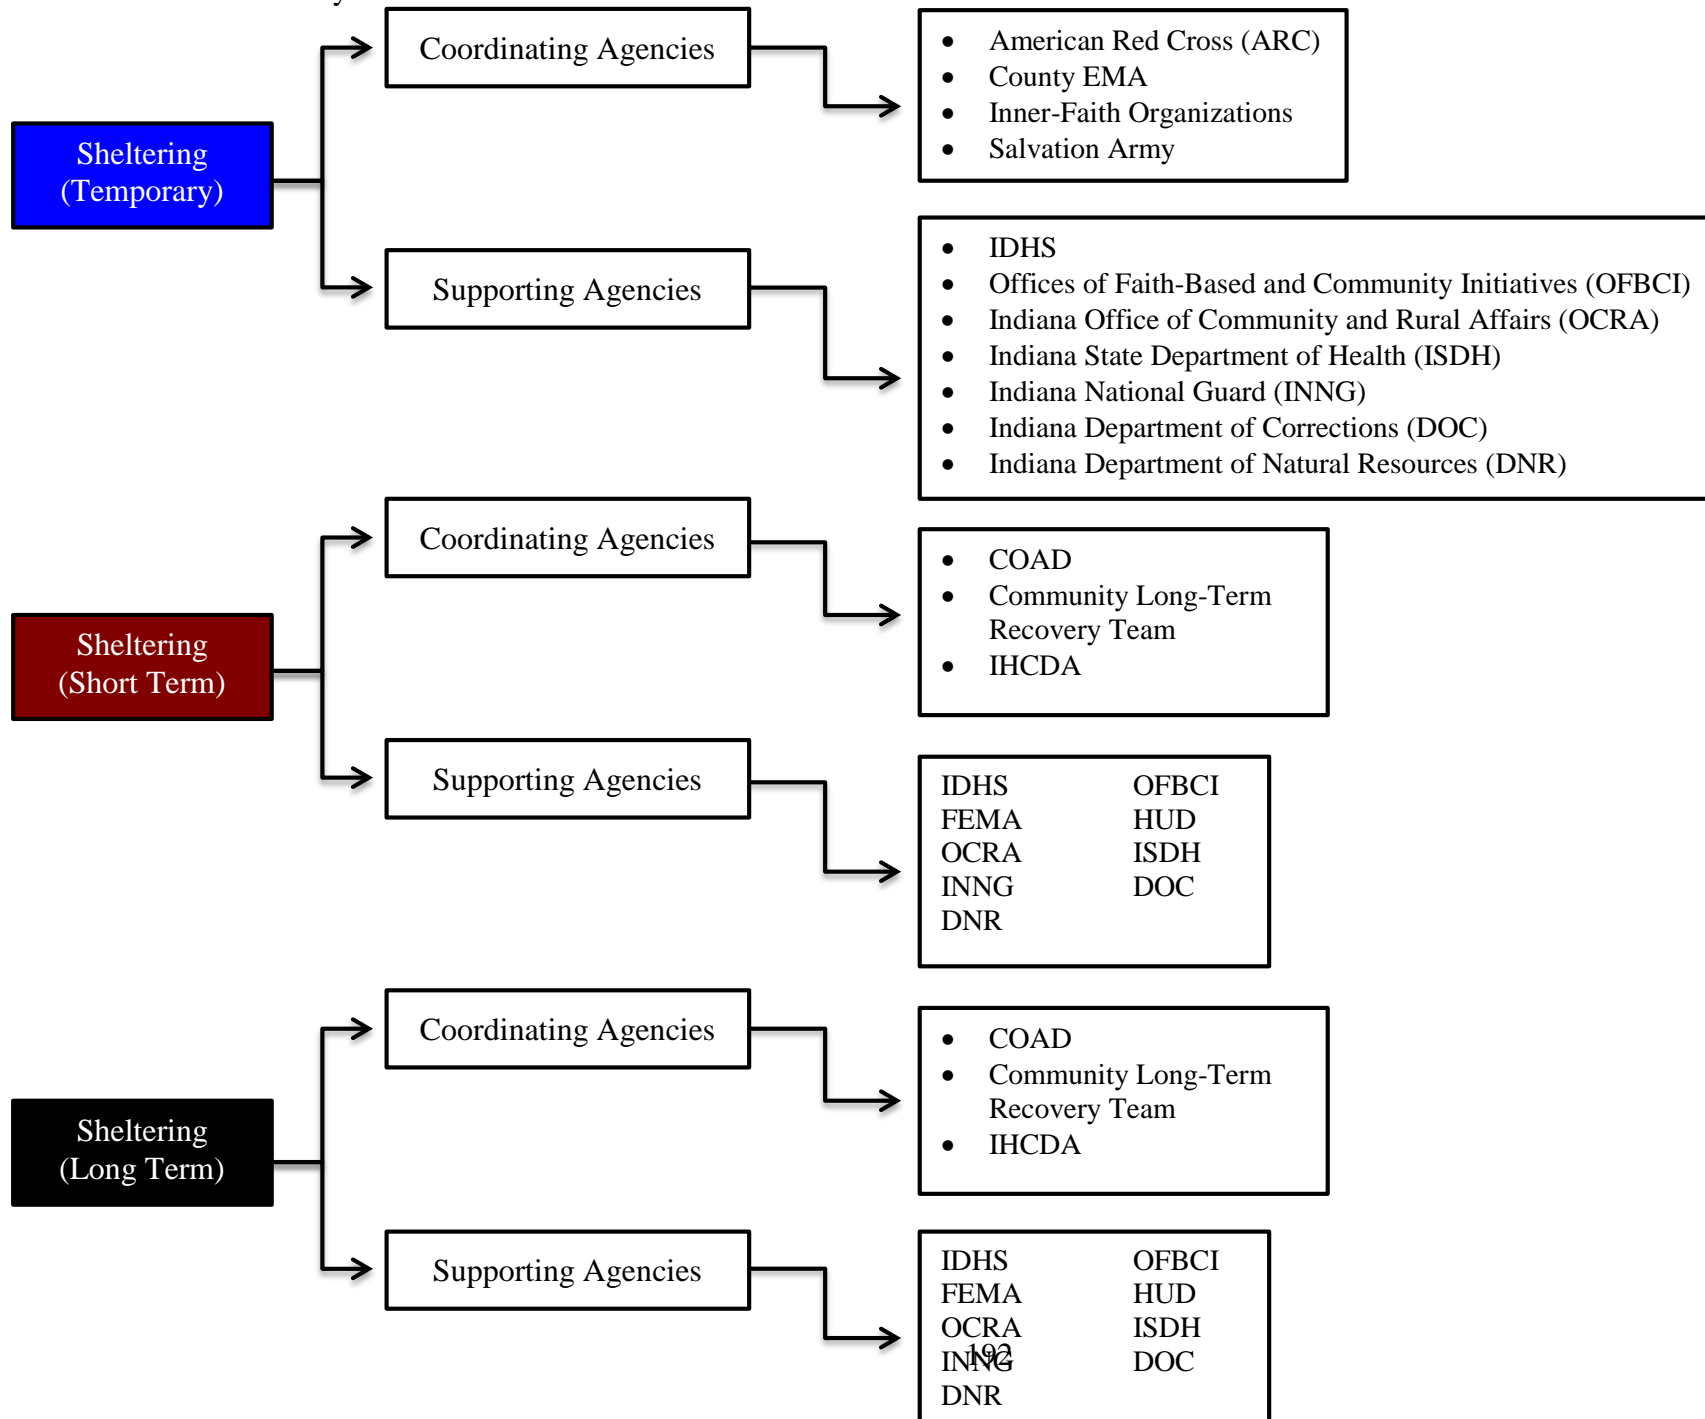 Coordinating Agencies
• American Red Cross (ARC)
• County EMA
• Inner-Faith Organizations
• Salvation Army
Sheltering
(Temporary)
Supporting Agencies
• IDHS
• Offices of Faith-Based and Community Initiatives (OFBCI)
• Indiana Office of Community and Rural Affairs (OCRA)
• Indiana State Department of Health (ISDH)
• Indiana National Guard (INNG)
• Indiana Department of Corrections (DOC)
• Indiana Department of Natural Resources (DNR)
Coordinating Agencies
• COAD
• Community Long-Term
Recovery Team
• IHCDA
Sheltering
(Short Term)
Supporting Agencies
IDHS OFBCI
FEMA HUD
OCRA ISDH
INNG DOC
DNR
Coordinating Agencies
• COAD
• Community Long-Term
Recovery Team
• IHCDA
Sheltering
(Long Term)
Supporting Agencies
IDHS OFBCI
FEMA HUD
OCRA ISDH
INNG DOC
192
DNR